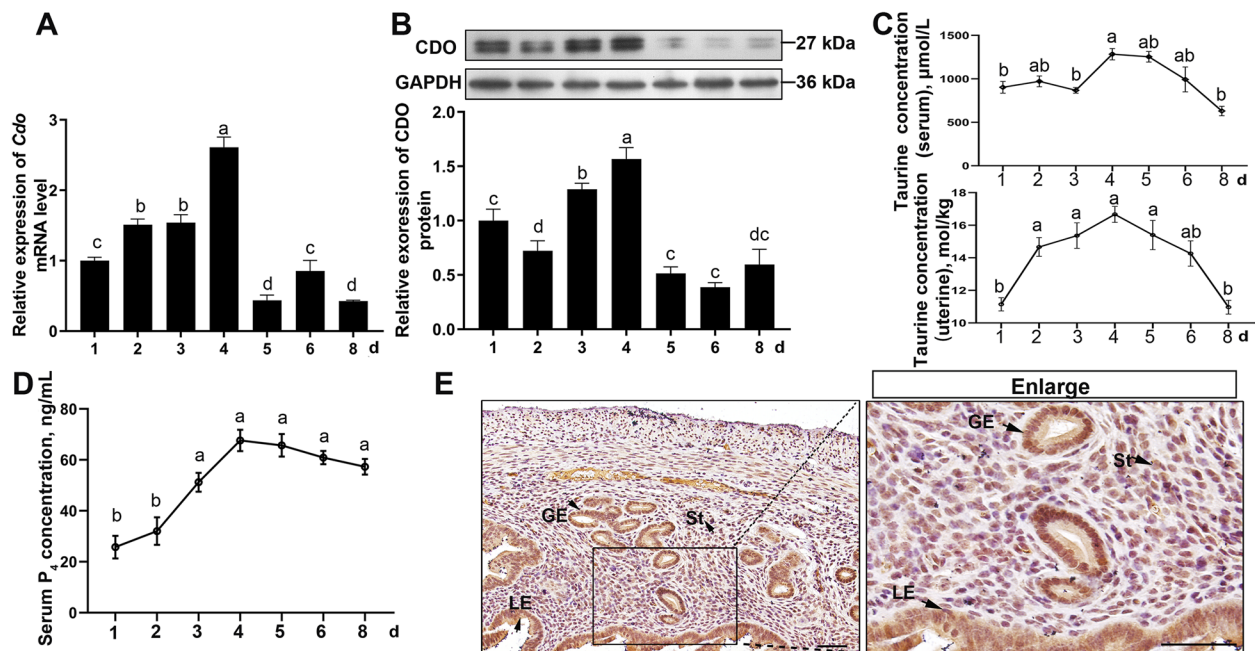 A
Relative expression of Cdo
mRNA level
3
2
1
0
c
b
b
a
d
c
d
1 2 3 4 5 6 8 d
B
CDO
27 kDa
GAPDH
36 kDa
Relative exoression of CDO
protein
2.0
1.5
1.0
0.5
0.0
c
d
b
a
c
c
dc
1 2 3 4 5 6 8 d
C
Taurine concentration
(serum), μmol/L
1500
1000
500
0
b
ab
b
a
ab
ab
b
1 2 3 4 5 6 8 d
Taurine concentration
(uterine), mol/kg
16
14
12
10
b
a
a
a
a
ab
b
1 2 3 4 5 6 8 d
D
Serum P4 concentration, ng/mL
80
60
40
20
0
b
b
a
a
a
a
a
1 2 3 4 5 6 8 d
E
GE
St
LE
Enlarge
GE
St
LE